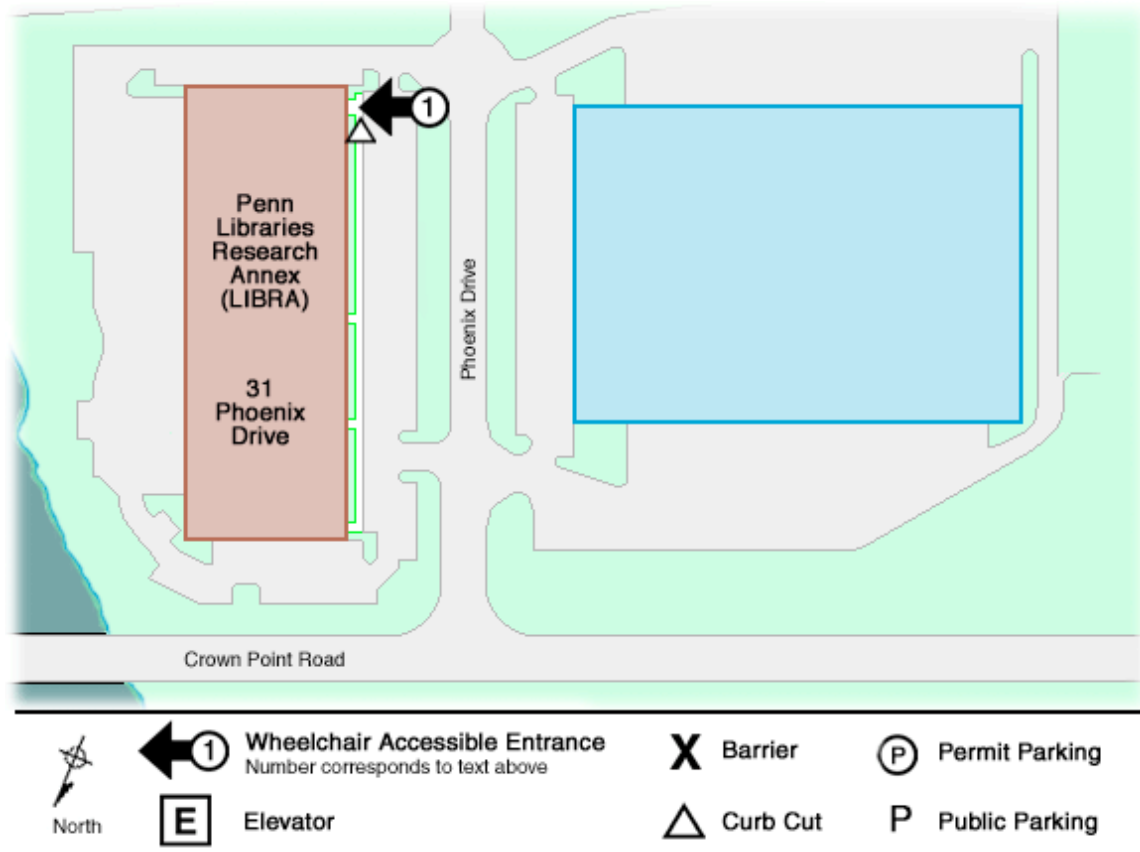 1
Penn
Libraries
Research
Annex
(LIBRA)
31
Phoenix
Drive
Phoenix Drive
Crown Point Road
North
1
Wheelchair Accessible Entrance
Number corresponds to text above
E
Elevator
X
Barrier
Curb Cut
P
Permit Parking
P
Public Parking